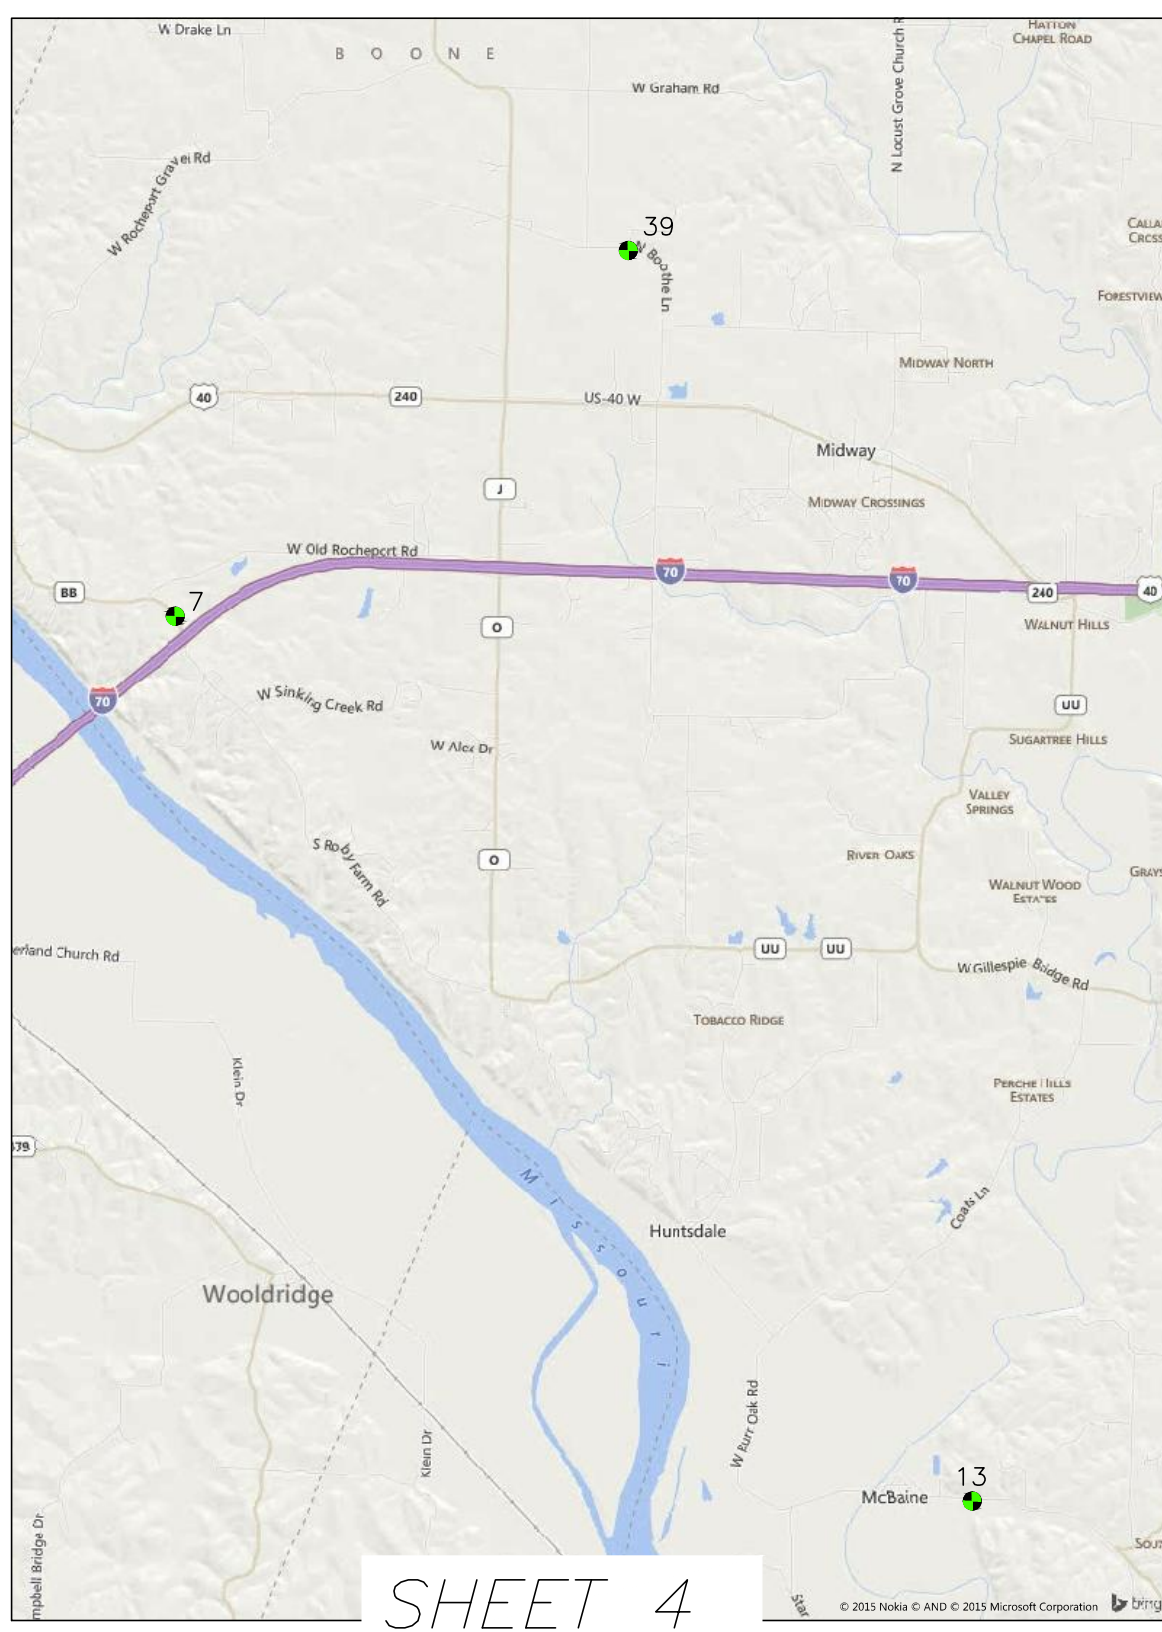 W Drake Ln
HATTON
CHAPEL ROAD
B O O N E
W Graham Rd
N Locust Grove Church R
W Rocheport Gravel Rd
39
N Boothe Ln
CALLA
CROSS
FORESTVIEW
MIDWAY NORTH
40
240
US-40 W
Midway
J
MIDWAY CROSSINGS
W Old Rocheport Rd
70
70
BB
240
40
7
O
WALNUT HILLS
70
W Sinking Creek Rd
UU
W Alex Dr
SUGARTREE HILLS
VALLEY
SPRINGS
S Roby Farm Rd
O
RIVER OAKS
GRAYS
WALNUT WOOD
ESTATES
erland Church Rd
UU
UU
W Gillespie Bridge Rd
TOBACCO RIDGE
Klein Dr
PERCHE HILLS
ESTATES
179
Missouri
Coats Ln
Huntsdale
Wooldridge
W Burr Oak Rd
Klein Dr
13
McBaine
mpbell Bridge Dr
SOUT
Star
SHEET 4
© 2015 Nokia © AND © 2015 Microsoft Corporation
bing